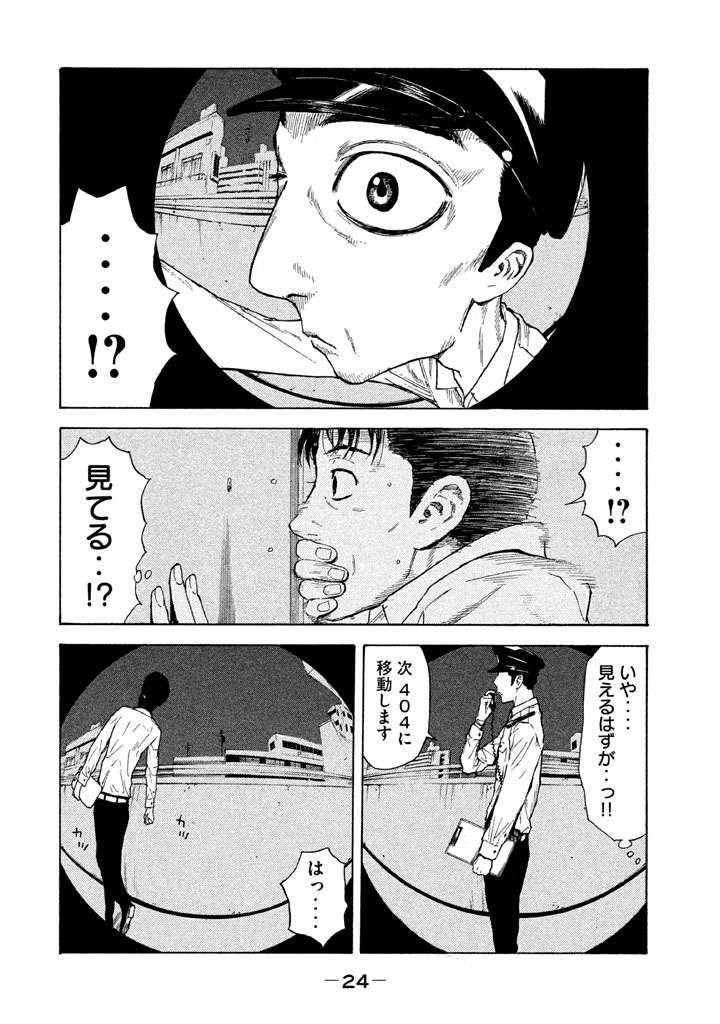 ・・・・!?
・・・・!?
見てる・・!?
いや・・・・
見えるはずが・・っ!!
次404に
移動します
はっ・・・・
カッ
カッ
−24−